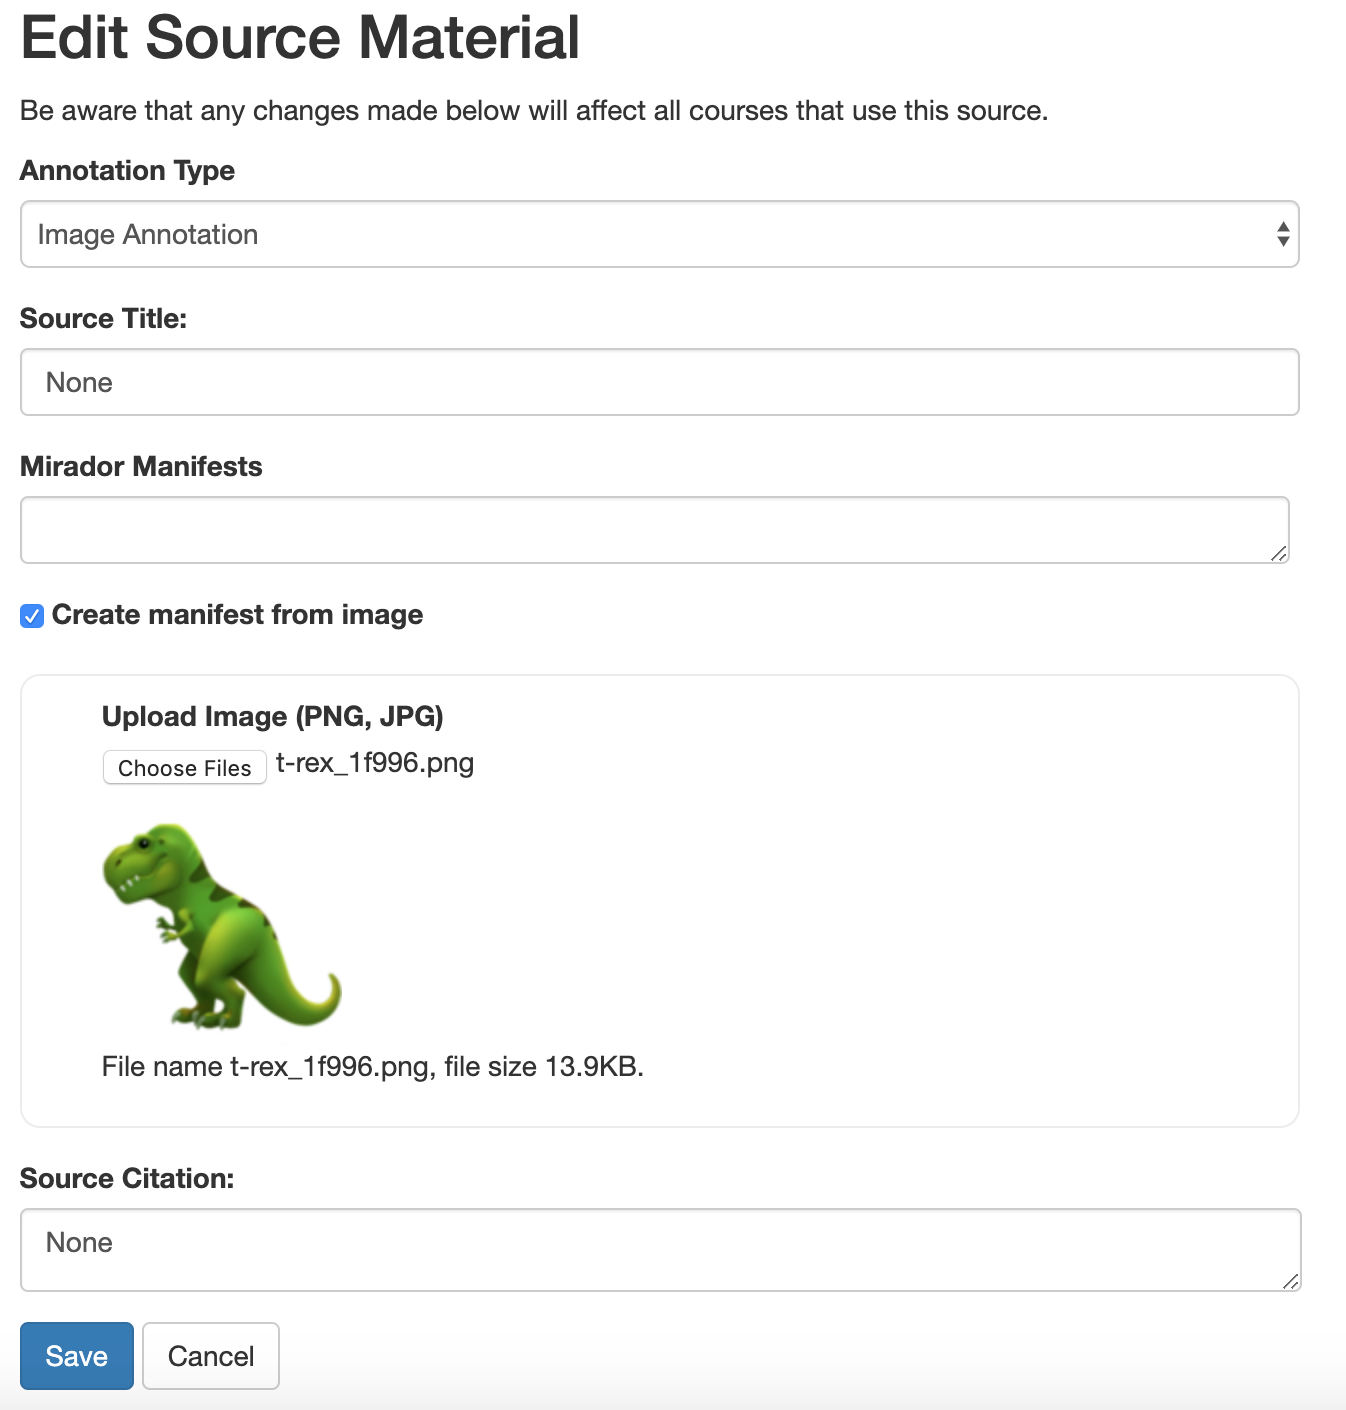 Edit Source Material
Be aware that any changes made below will affect all courses that use this source.
Annotation Type
Image Annotation
Source Title:
None
Mirador Manifests
Create manifest from image
Upload Image (PNG, JPG)
Choose Files t-rex_1f996.png
File name t-rex_1f996.png, file size 13.9KB.
Source Citation:
None
Save Cancel